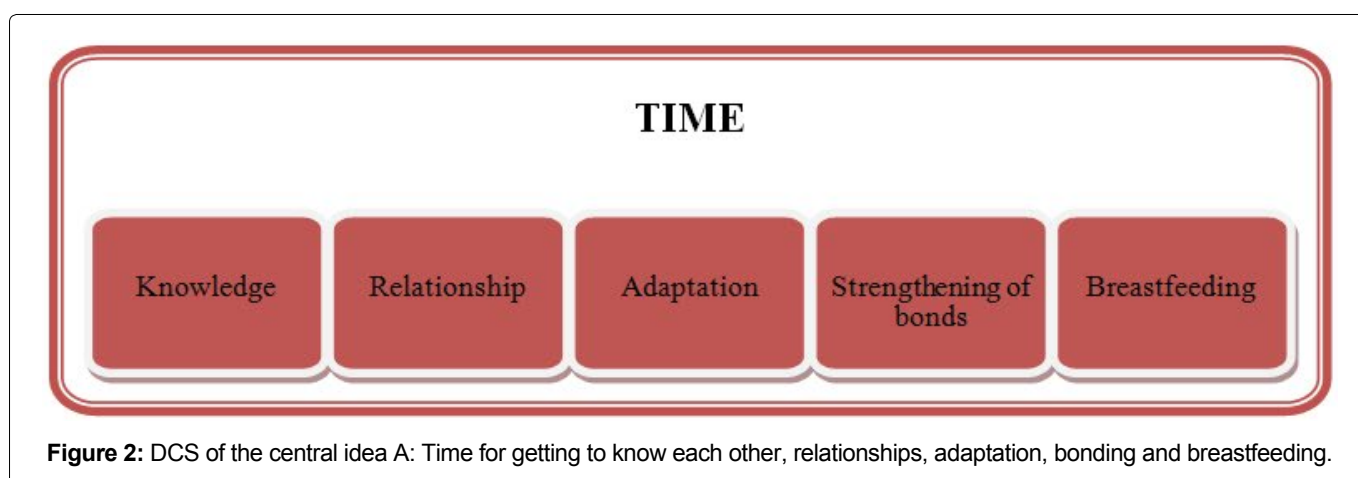 TIME
Knowledge
Relationship
Adaptation
Strengthening of
bonds
Breastfeeding
Figure 2: DCS of the central idea A: Time for getting to know each other, relationships, adaptation, bonding and breastfeeding.